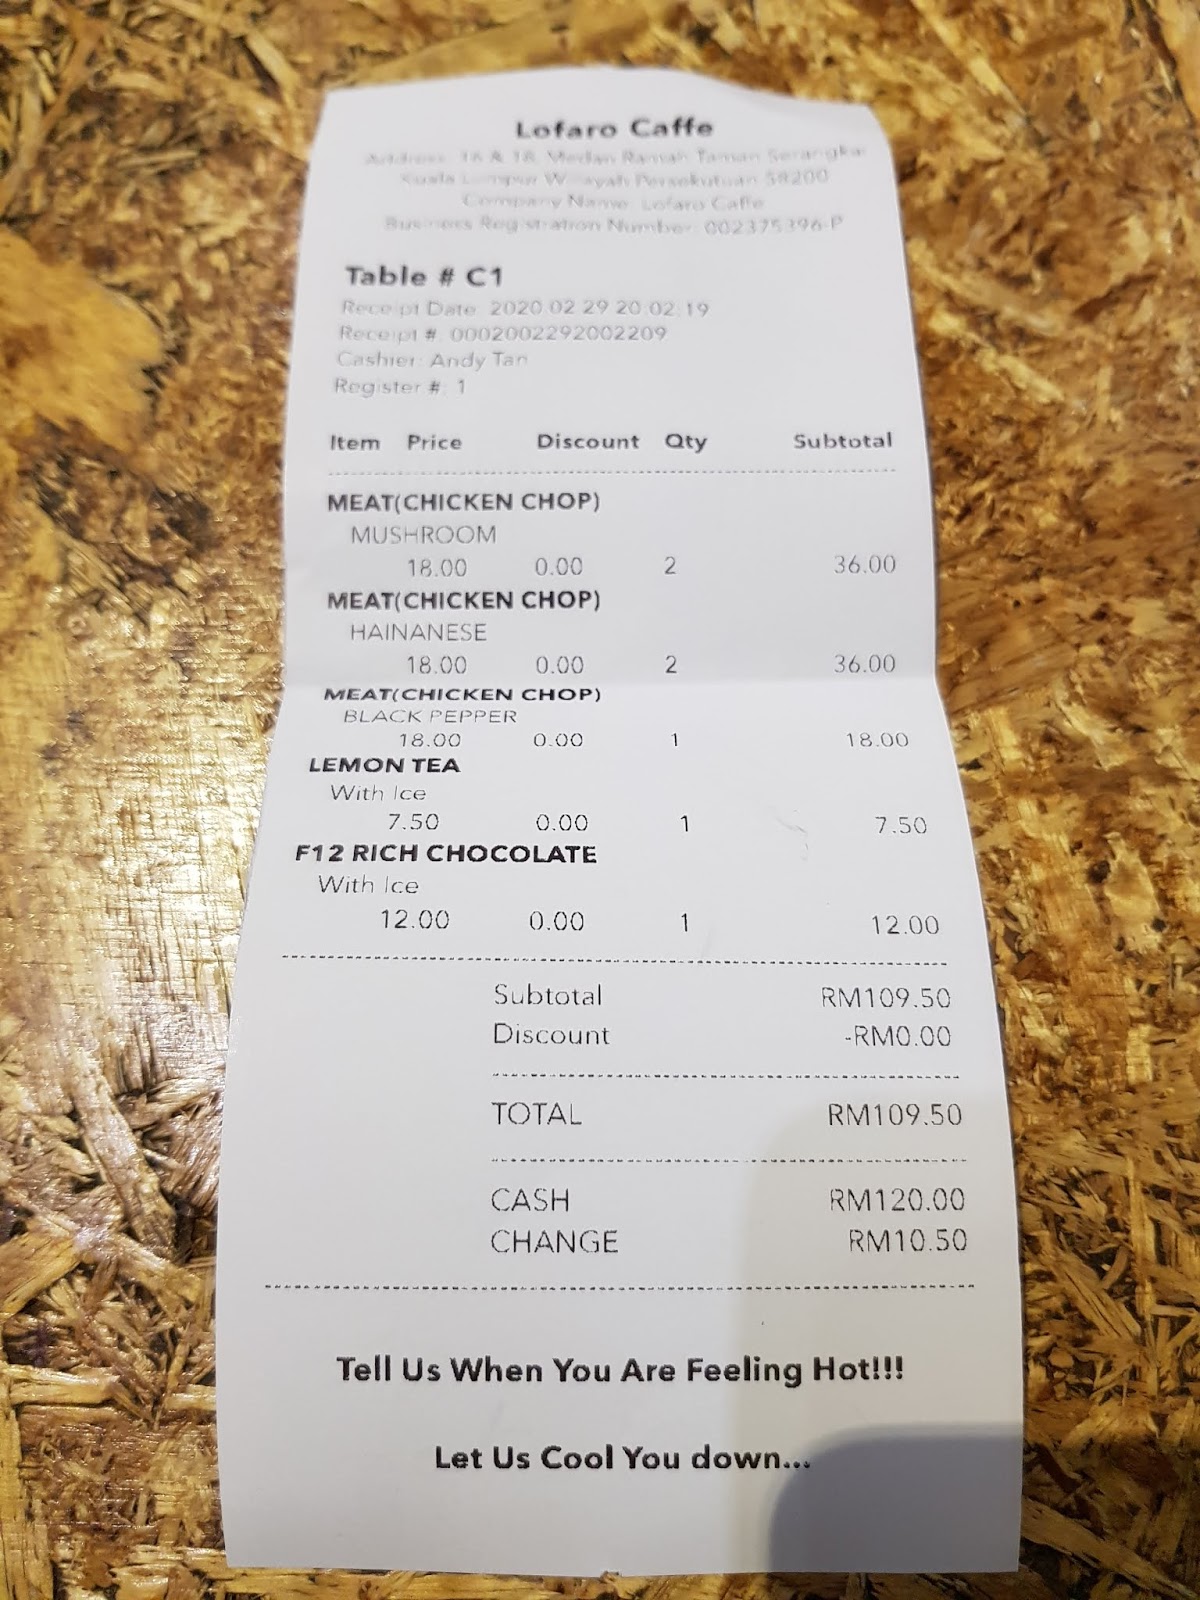 Lofaro Caffe
Address: 16 & 18, Medan Ramah Taman Serangkai
Kuala Lumpur Wilayah Persekutuan 58200
Company Name: Lofaro Caffe
Business Registration Number: 002375396-P
Table # C1
Receipt Date: 2020.02.29 20:02:19
Receipt #: 0002002292002209
Cashier: Andy Tan
Register #: 1
Item Price Discount Qty Subtotal
MEAT(CHICKEN CHOP)
MUSHROOM
18.00 0.00 2 36.00
MEAT(CHICKEN CHOP)
HAINANESE
18.00 0.00 2 36.00
MEAT(CHICKEN CHOP)
BLACK PEPPER
18.00 0.00 1 18.00
LEMON TEA
With Ice
7.50 0.00 1 7.50
F12 RICH CHOCOLATE
With Ice
12.00 0.00 1 12.00
Subtotal RM109.50
Discount -RM0.00
TOTAL RM109.50
CASH RM120.00
CHANGE RM10.50
Tell Us When You Are Feeling Hot!!!
Let Us Cool You down...